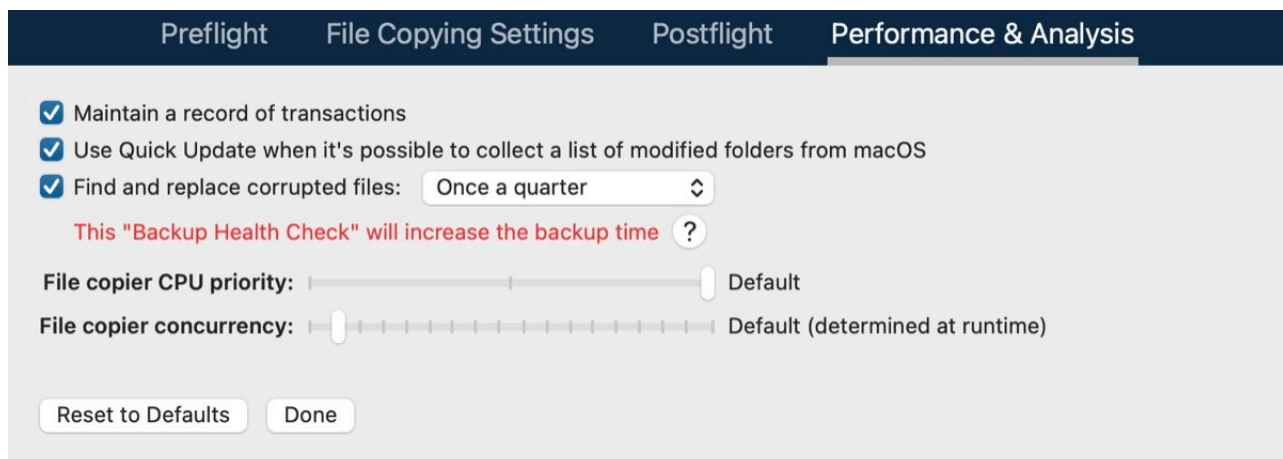 Preflight File Copying Settings Postflight Performance & Analysis
Maintain a record of transactions
Use Quick Update when it's possible to collect a list of modified folders from macOS
Find and replace corrupted files: Once a quarter
This "Backup Health Check" will increase the backup time ?
File copier CPU priority: Default
File copier concurrency: Default (determined at runtime)
Reset to Defaults Done